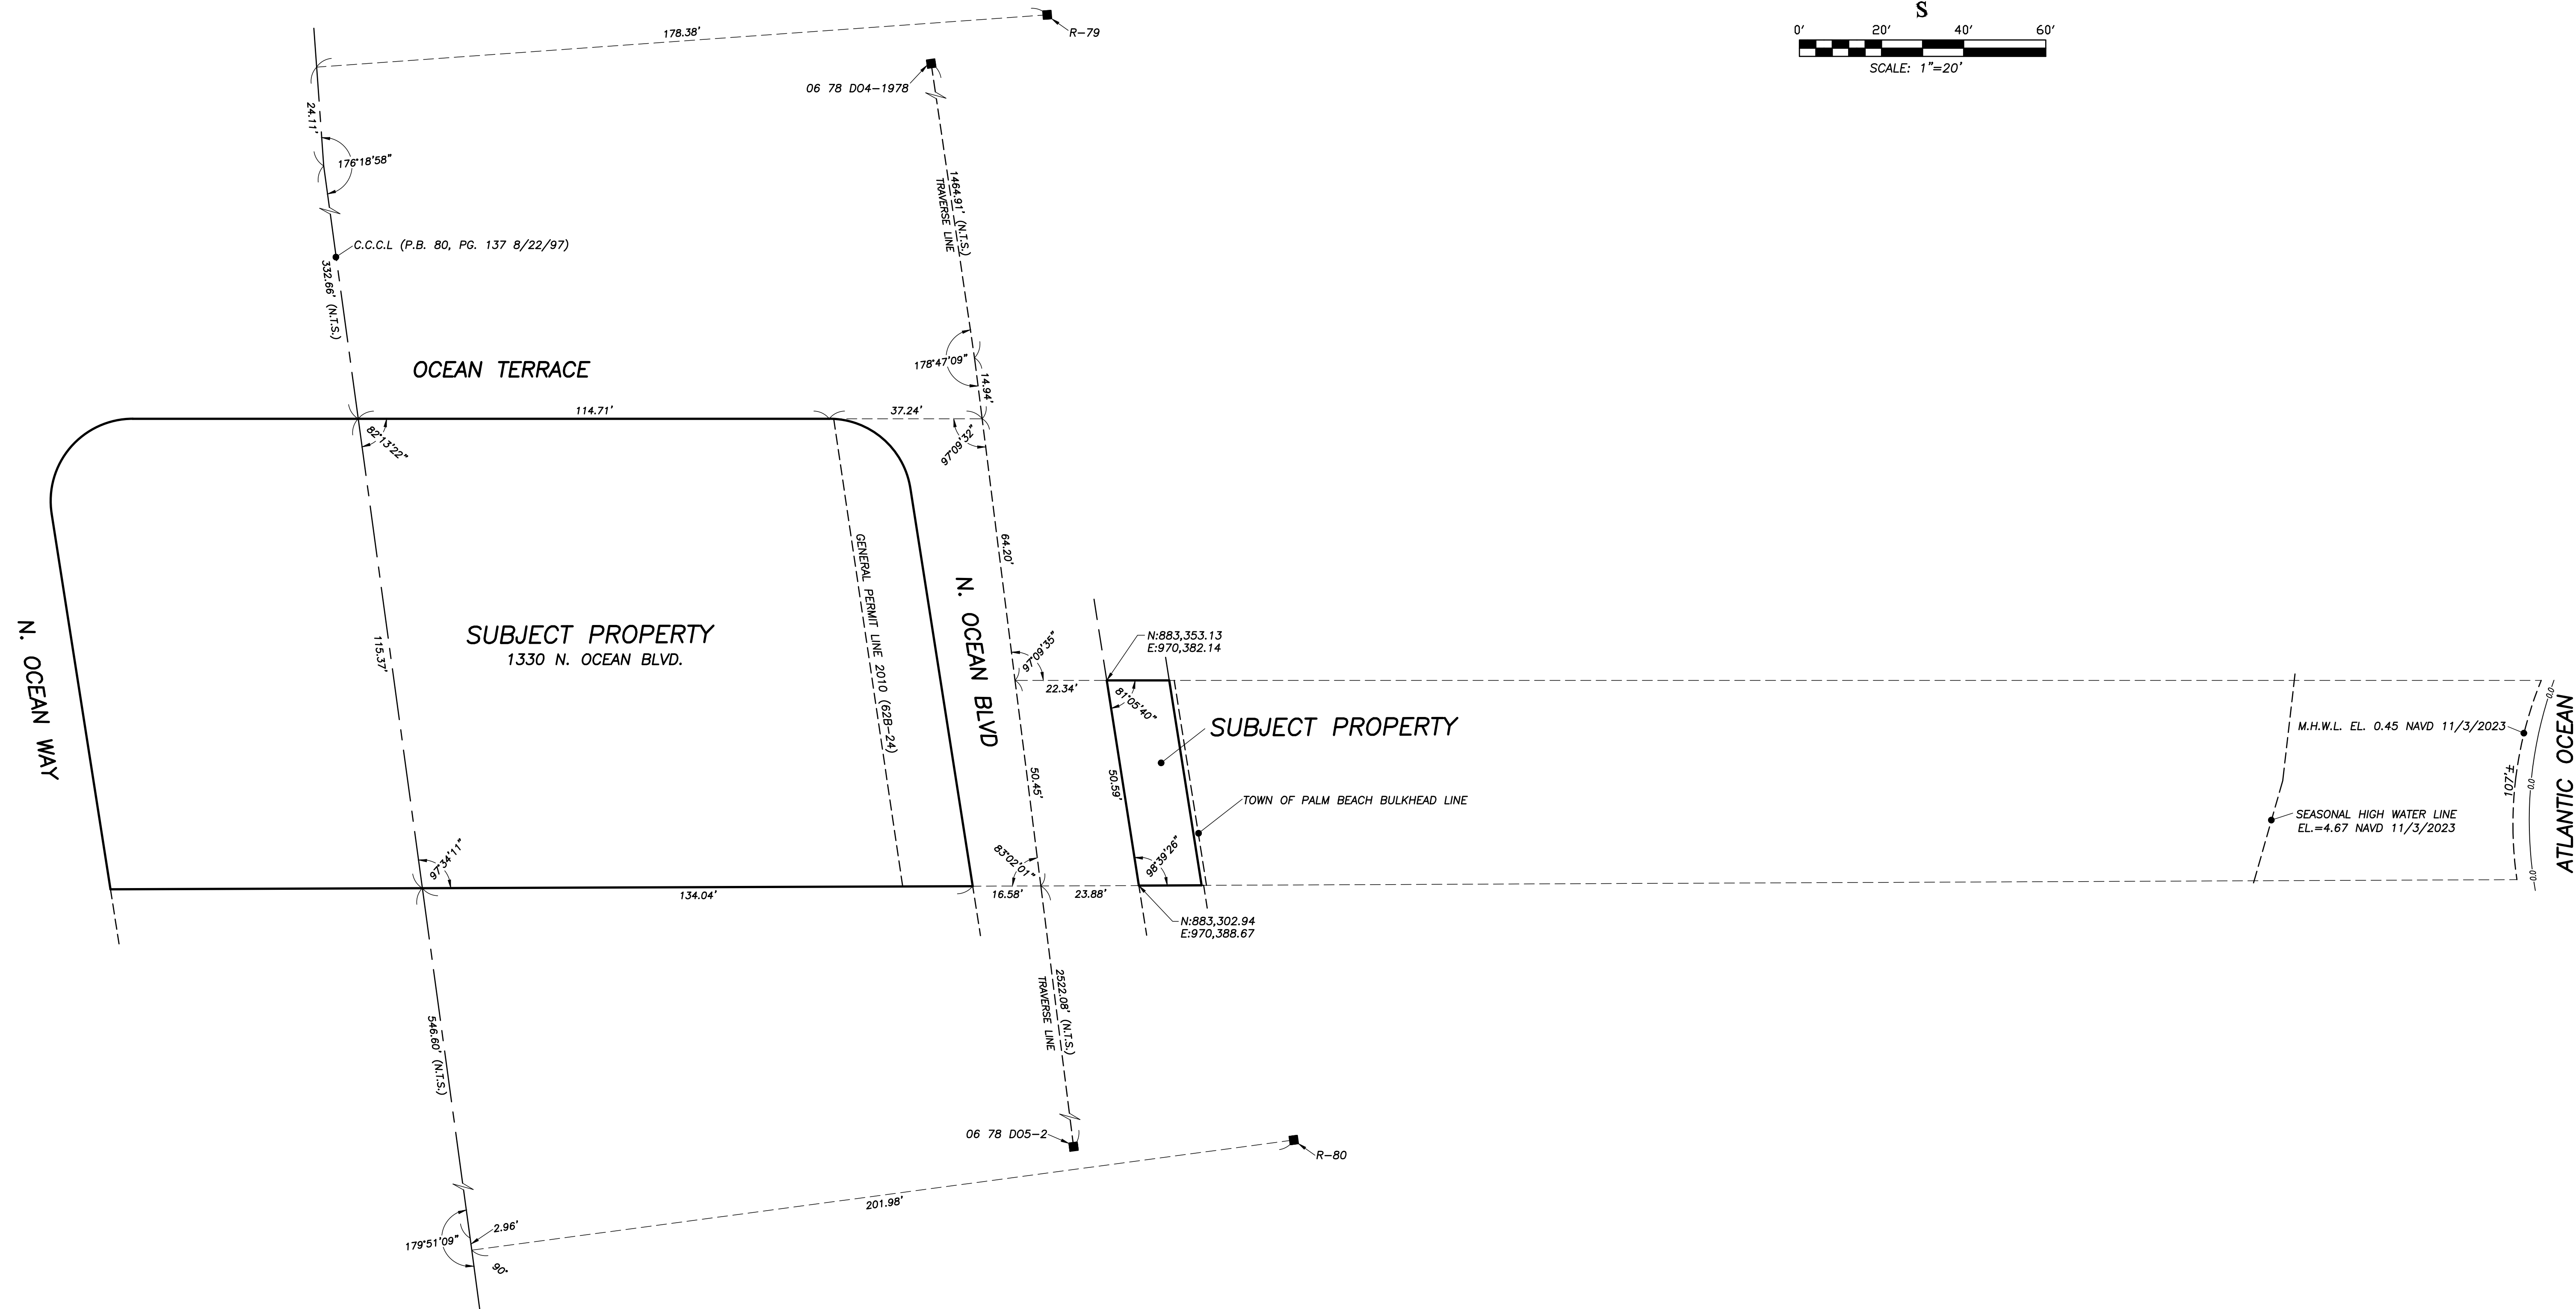 S
0' 20' 40' 60'
SCALE: 1"=20'
178.38'
R-79
06 78 D04-1978
24.11'
176°18'58"
1464.91' (N.T.S.)
TRAVERSE LINE
C.C.C.L (P.B. 80, PG. 137 8/22/97)
332.66' (N.T.S.)
OCEAN TERRACE
178°47'09"
14.94'
114.71'
37.24'
82°13'22"
97°09'32"
GENERAL PERMIT LINE 2010 (62B-24)
64.20'
N. OCEAN BLVD
N. OCEAN WAY
115.37'
SUBJECT PROPERTY
1330 N. OCEAN BLVD.
97°09'35"
N:883,353.13
E:970,382.14
22.34'
81°05'40"
SUBJECT PROPERTY
50.45'
50.59'
TOWN OF PALM BEACH BULKHEAD LINE
M.H.W.L. EL. 0.45 NAVD 11/3/2023
107'±
0.0
0.0
0.0
ATLANTIC OCEAN
SEASONAL HIGH WATER LINE
EL.=4.67 NAVD 11/3/2023
97°34'11"
83°02'01"
98°39'26"
134.04'
16.58'
23.88'
N:883,302.94
E:970,388.67
546.60' (N.T.S.)
2522.08' (N.T.S.)
TRAVERSE LINE
06 78 D05-2
R-80
201.98'
2.96'
179°51'09"
90°